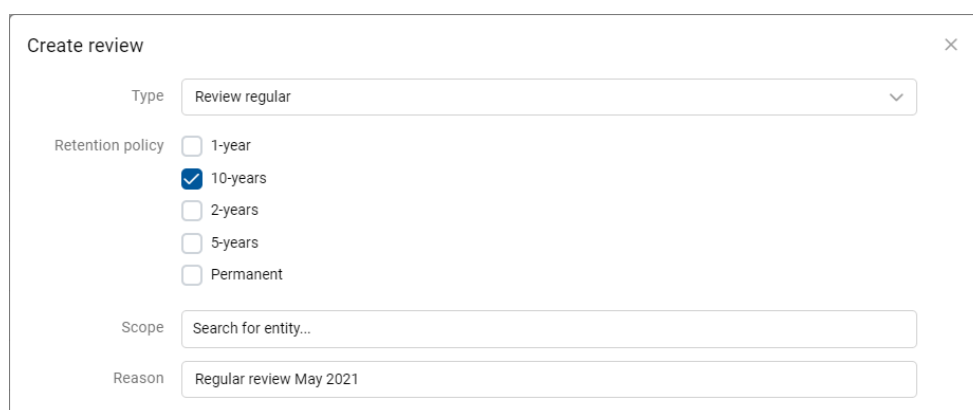 Create review
Type Review regular
Retention policy 1-year
10-years
2-years
5-years
Permanent
Scope Search for entity...
Reason Regular review May 2021